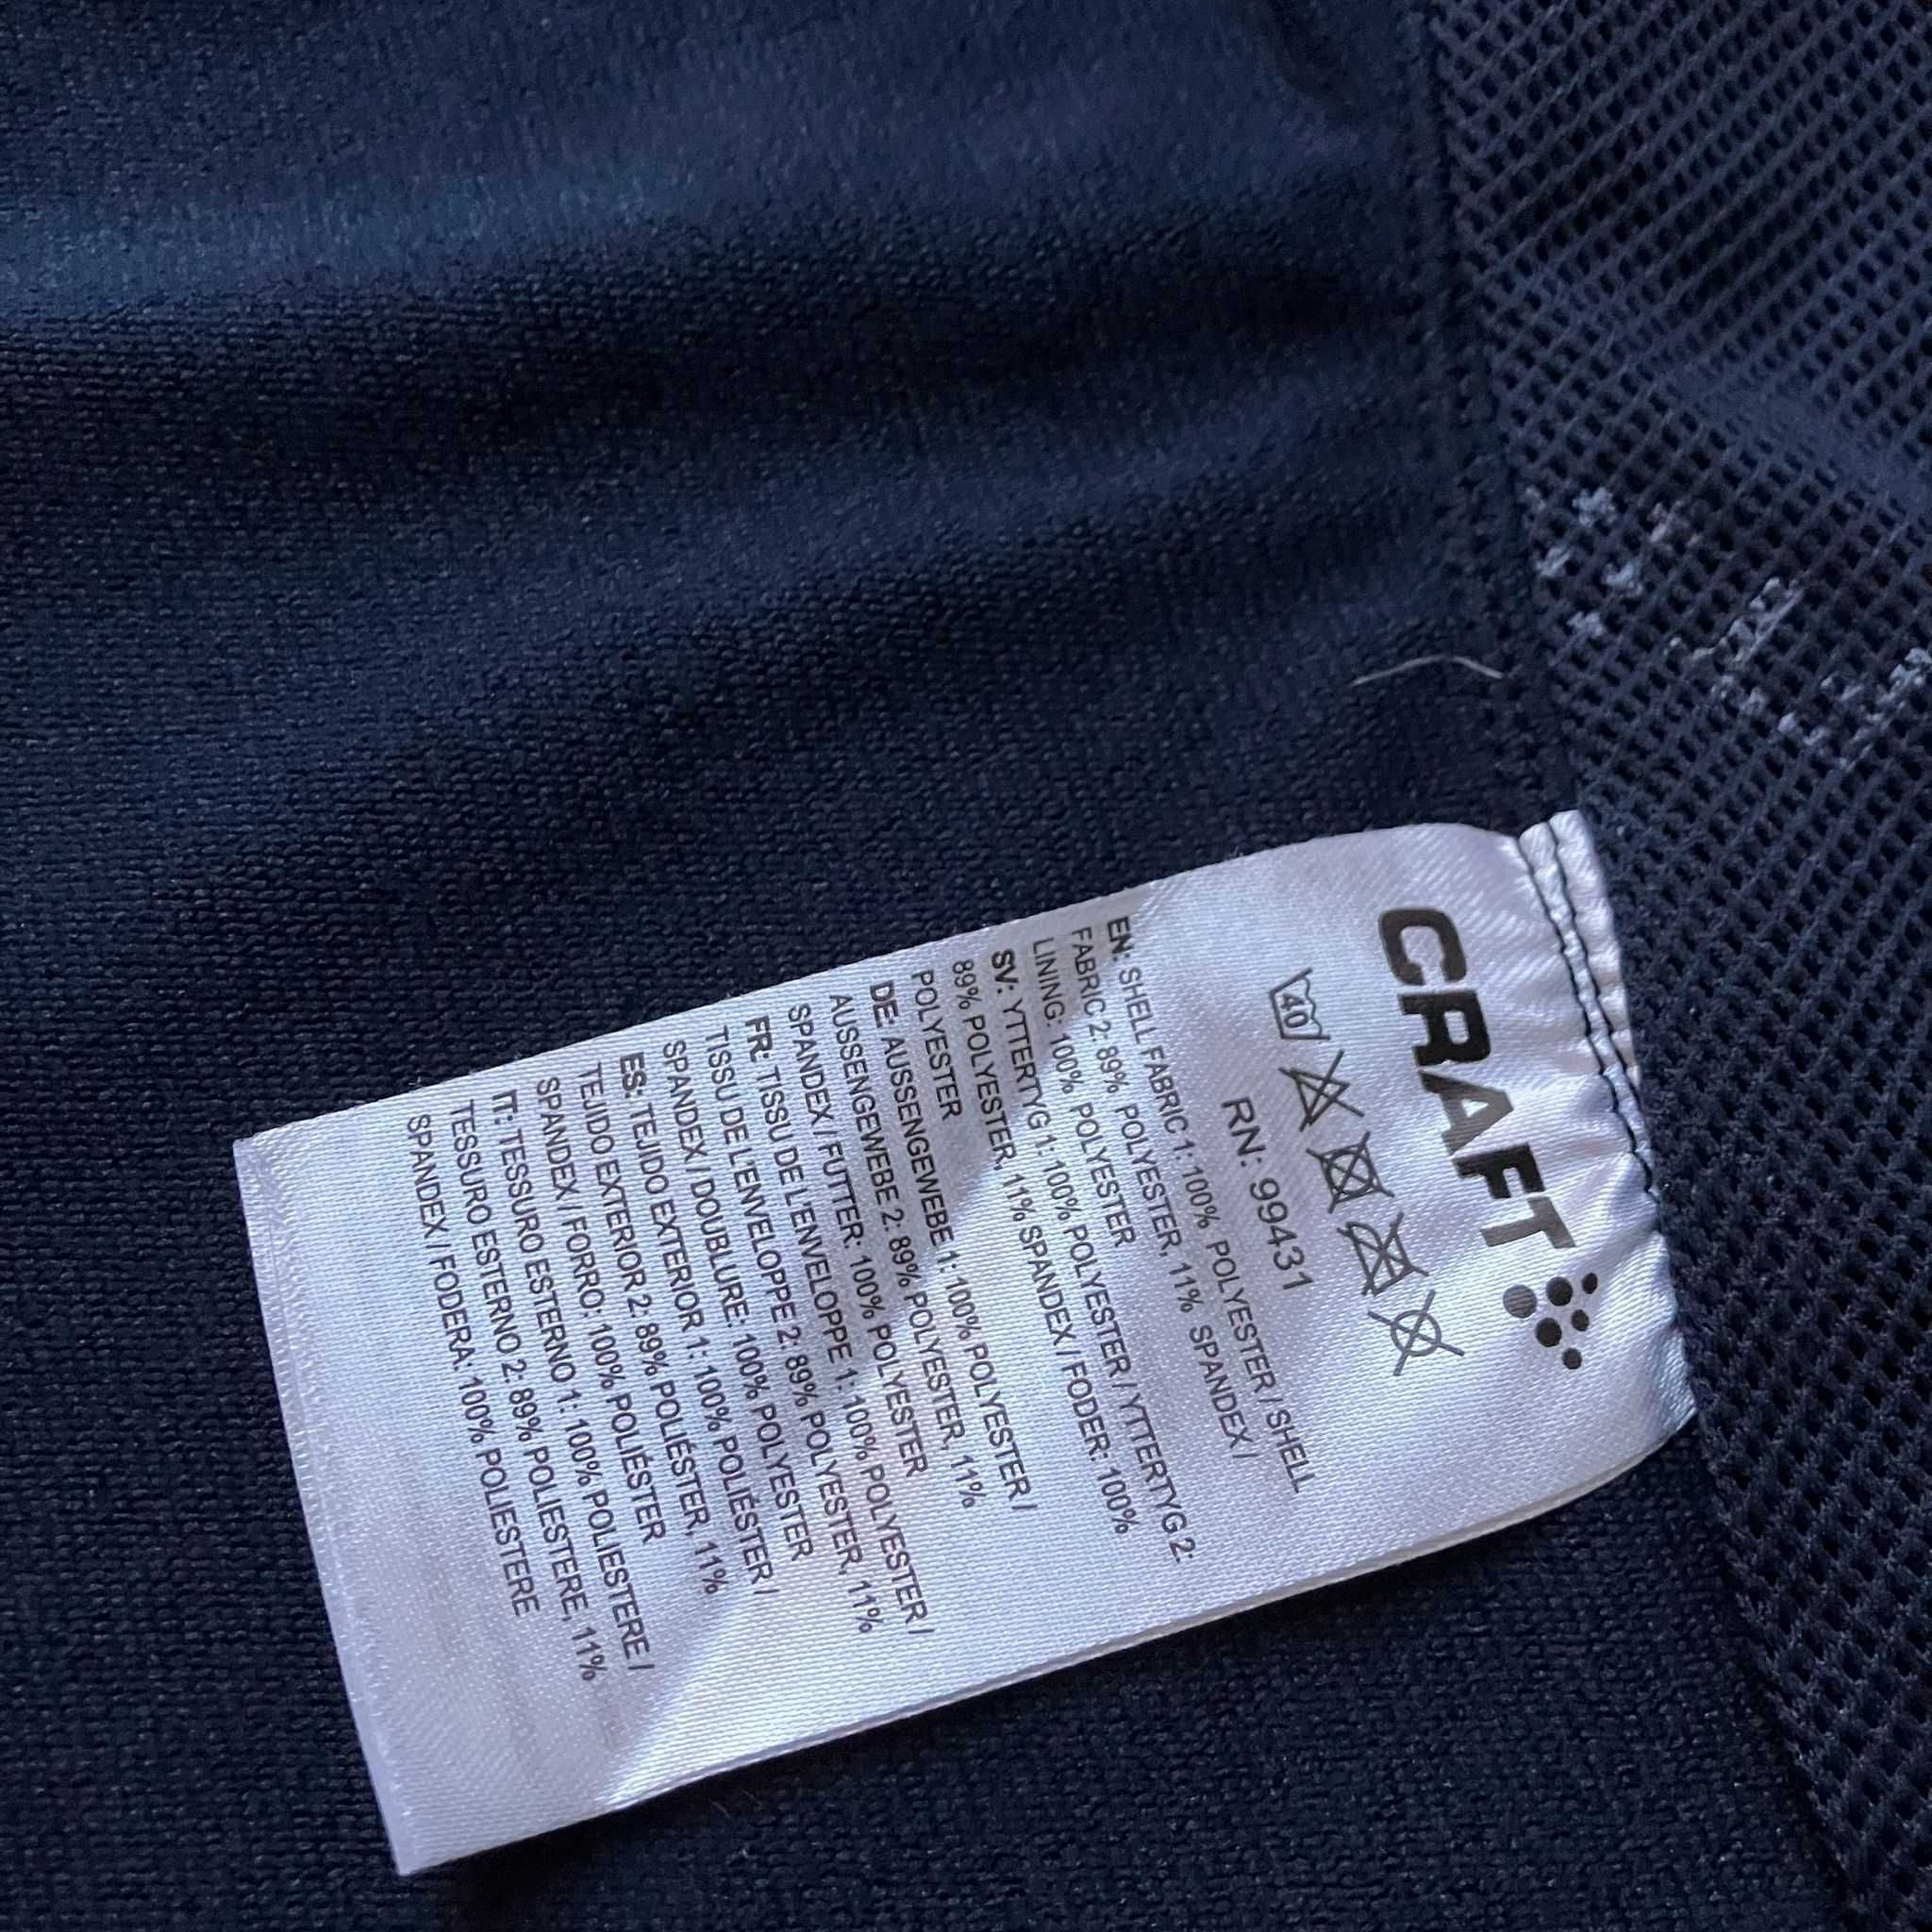 CRAFT
40
RN: 99431
EN: SHELL FABRIC 1: 100% POLYESTER / SHELL
FABRIC 2: 89% POLYESTER, 11% SPANDEX /
LINING: 100% POLYESTER
SV: YTTERTYG 1: 100% POLYESTER / YTTERTYG 2:
89% POLYESTER, 11% SPANDEX / FODER: 100%
POLYESTER
DE: AUSSENGEWEBE 1: 100% POLYESTER /
AUSSENGEWEBE 2: 89% POLYESTER, 11%
SPANDEX / FUTTER: 100% POLYESTER
FR: TISSU DE L'ENVELOPPE 1: 100% POLYESTER /
TISSU DE L'ENVELOPPE 2: 89% POLYESTER, 11%
SPANDEX / DOUBLURE: 100% POLYESTER
ES: TEJIDO EXTERIOR 1: 100% POLIÉSTER /
TEJIDO EXTERIOR 2: 89% POLIÉSTER, 11%
SPANDEX / FORRO: 100% POLIÉSTER
IT: TESSURO ESTERNO 1: 100% POLIESTERE /
TESSURO ESTERNO 2: 89% POLIESTERE, 11%
SPANDEX / FODERA: 100% POLIESTERE